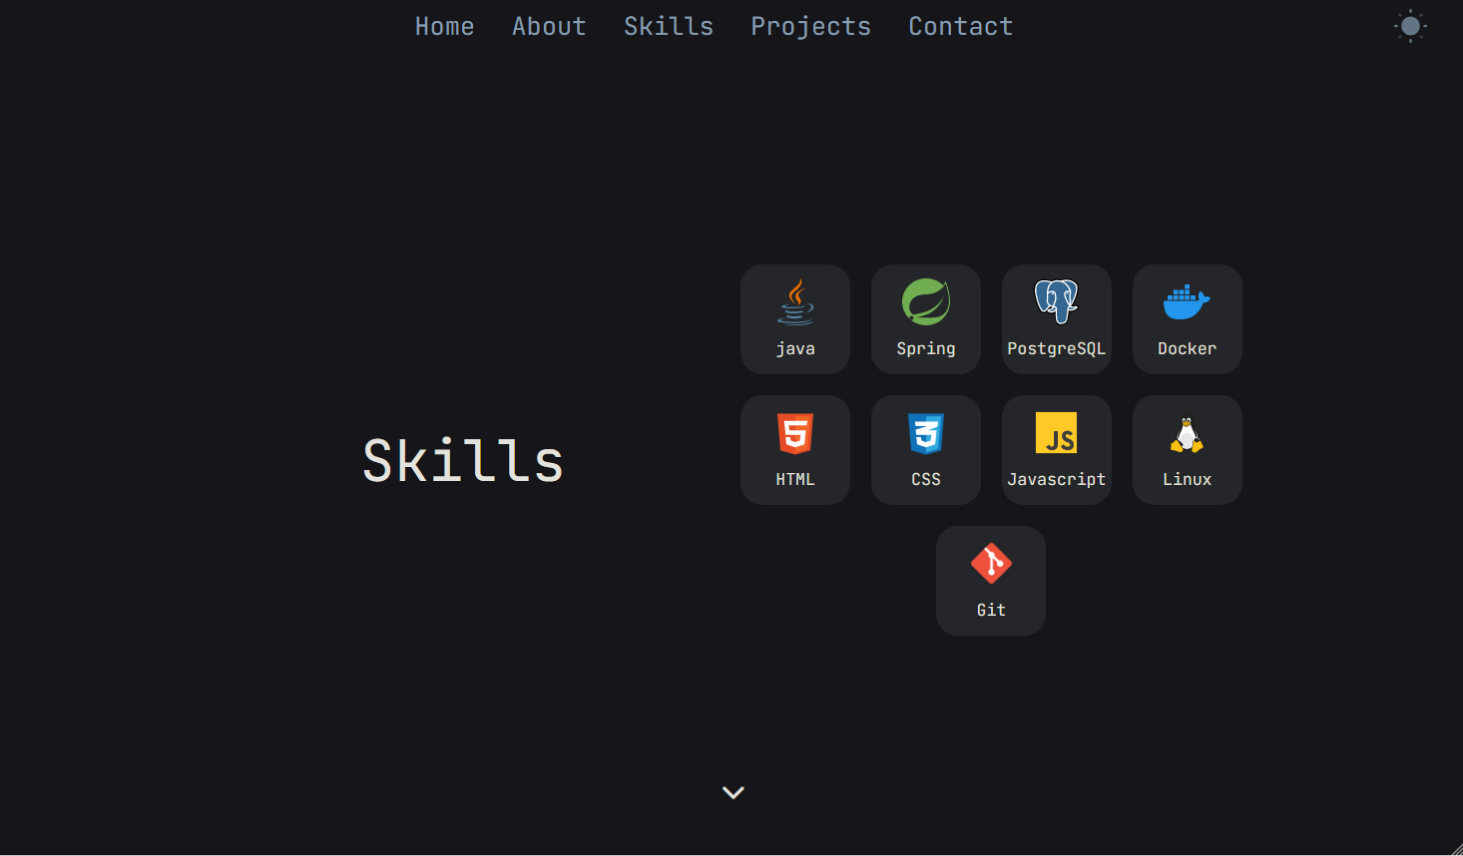 Home About Skills Projects Contact
java Spring PostgreSQL Docker
Skills
5 3 JS
HTML CSS Javascript Linux
Git